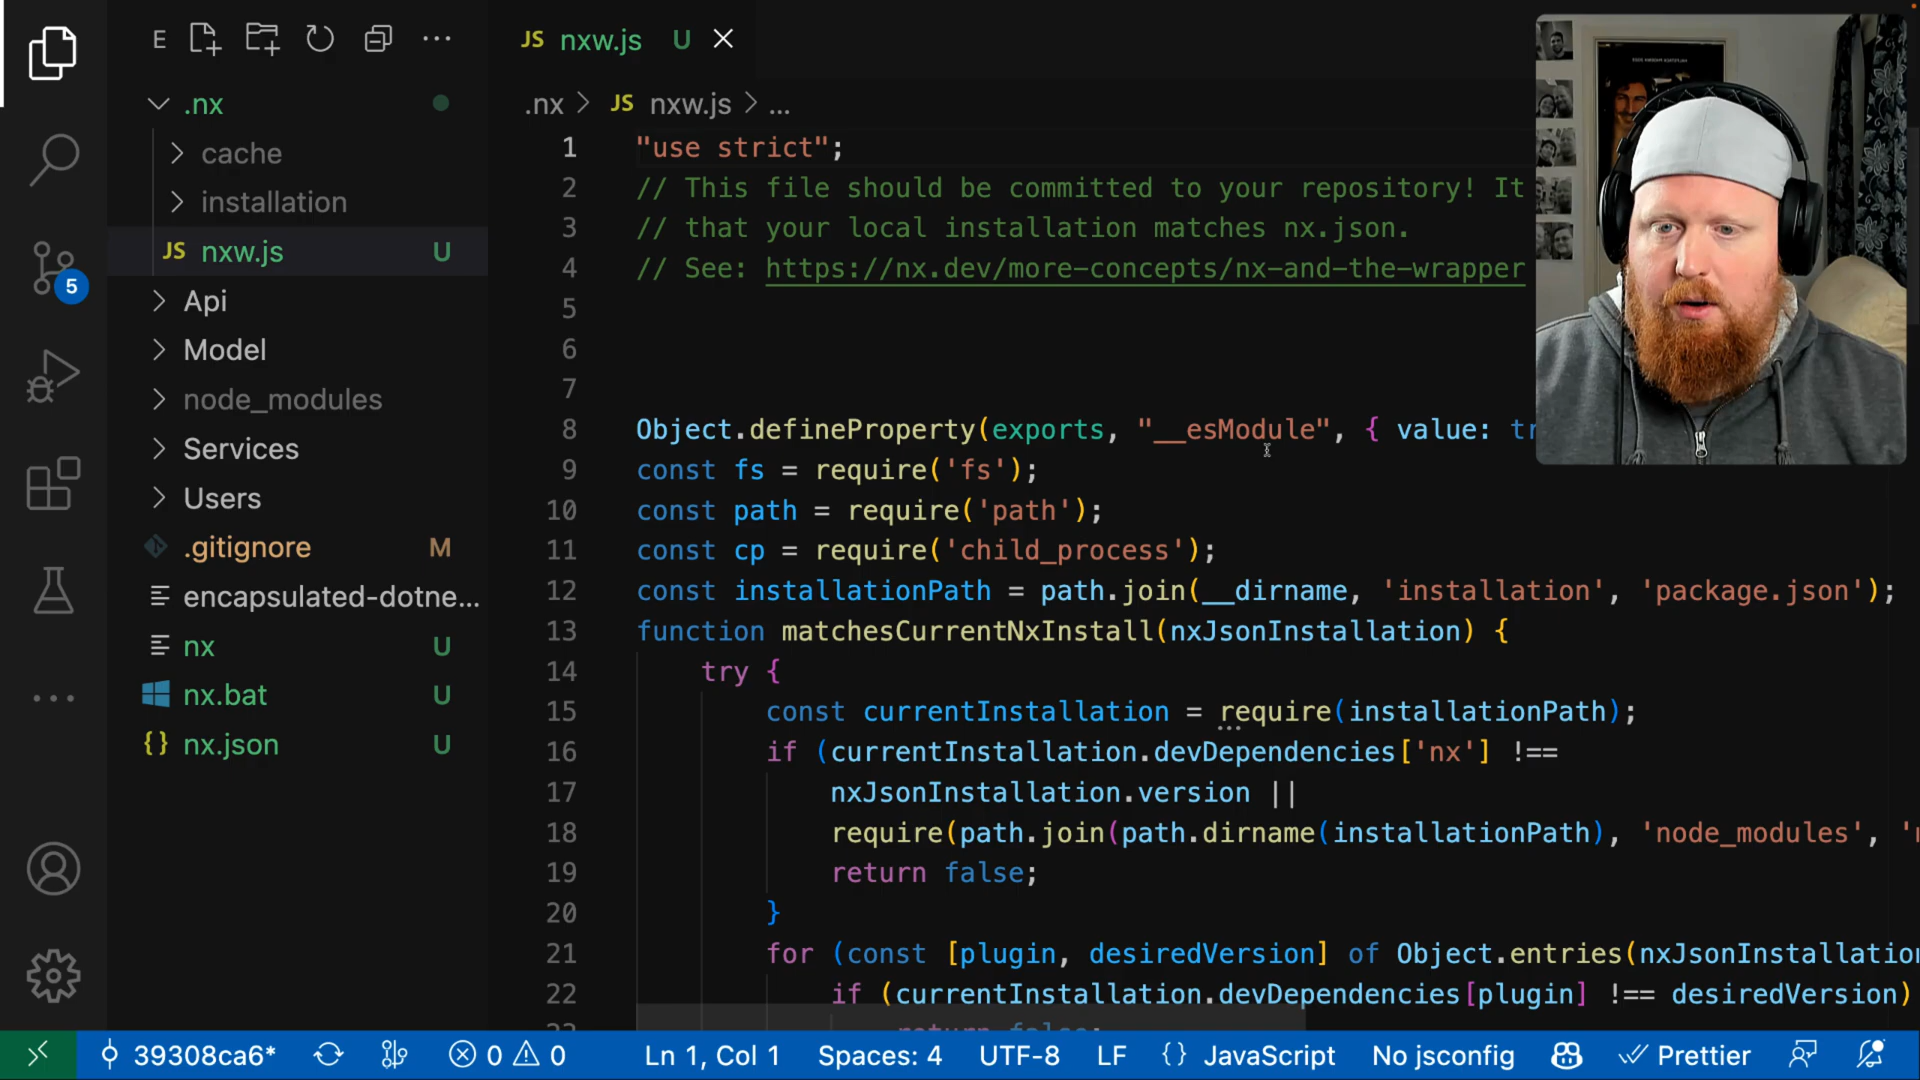 E
JS nxw.js U
.nx
.nx > JS nxw.js > ...
cache
installation
JS nxw.js U
Api
Model
node_modules
Services
Users
.gitignore M
encapsulated-dotne...
nx U
nx.bat U
{} nx.json U
5
1 "use strict";
2 // This file should be committed to your repository! It
3 // that your local installation matches nx.json.
4 // See: https://nx.dev/more-concepts/nx-and-the-wrapper
5
6
7
8 Object.defineProperty(exports, "__esModule", { value: tr
9 const fs = require('fs');
10 const path = require('path');
11 const cp = require('child_process');
12 const installationPath = path.join(__dirname, 'installation', 'package.json');
13 function matchesCurrentNxInstall(nxJsonInstallation) {
14 try {
15 const currentInstallation = require(installationPath);
16 if (currentInstallation.devDependencies['nx'] !==
17 nxJsonInstallation.version ||
18 require(path.join(path.dirname(installationPath), 'node_modules', '
19 return false;
20 }
21 for (const [plugin, desiredVersion] of Object.entries(nxJsonInstallation
22 if (currentInstallation.devDependencies[plugin] !== desiredVersion)
return false;
39308ca6* 0 0 Ln 1, Col 1 Spaces: 4 UTF-8 LF {} JavaScript No jsconfig Prettier